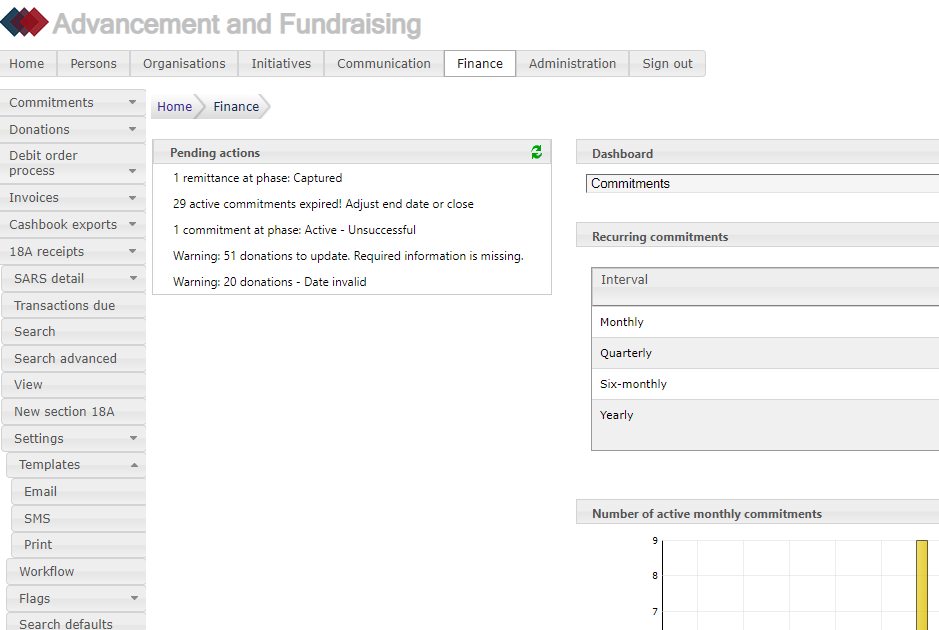 Advancement and Fundraising
Home Persons Organisations Initiatives Communication Finance Administration Sign out
Commitments
Donations
Debit order
process
Invoices
Cashbook exports
18A receipts
SARS detail
Transactions due
Search
Search advanced
View
New section 18A
Settings
Templates
Email
SMS
Print
Workflow
Flags
Search defaults
Home Finance
Pending actions
1 remittance at phase: Captured
29 active commitments expired! Adjust end date or close
1 commitment at phase: Active - Unsuccessful
Warning: 51 donations to update. Required information is missing.
Warning: 20 donations - Date invalid
Dashboard
Commitments
Recurring commitments
Interval
Monthly
Quarterly
Six-monthly
Yearly
Number of active monthly commitments
9
8
7